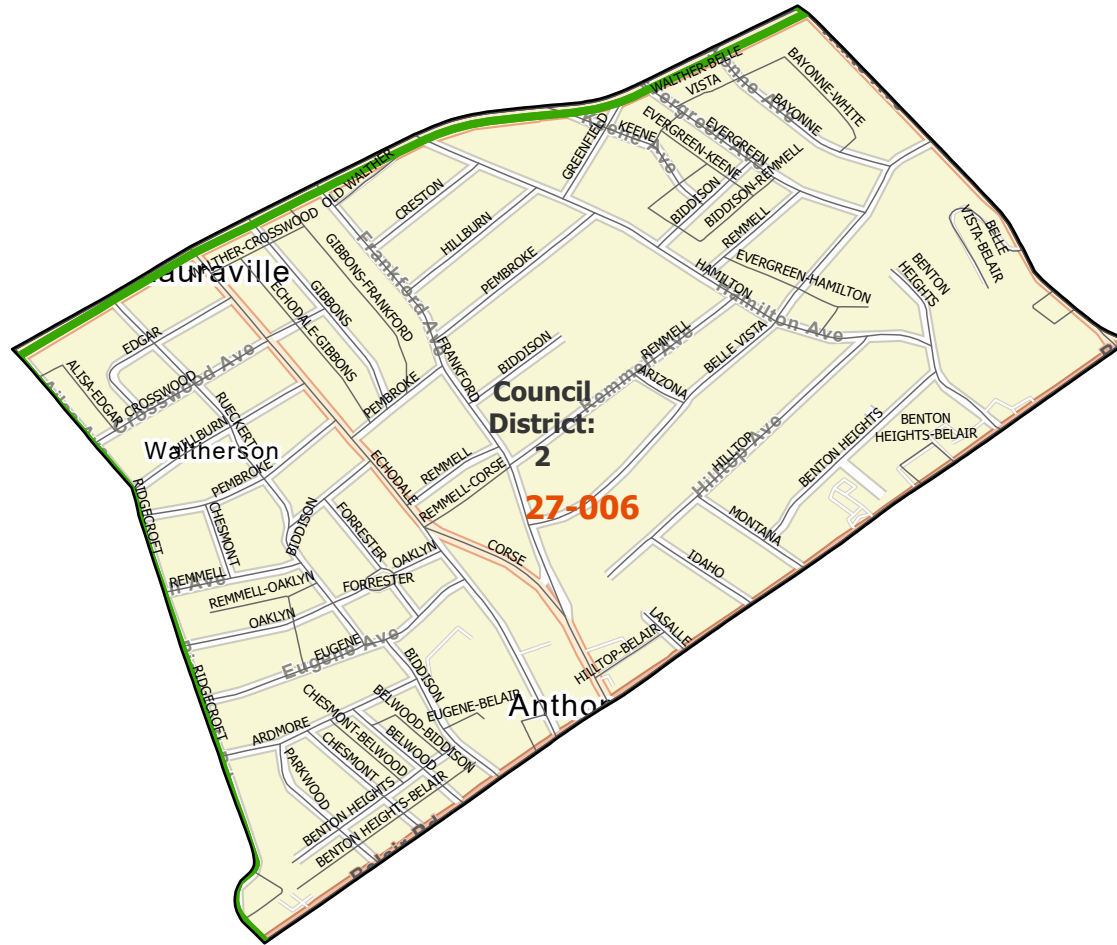 WALTHER-BELLE
VISTA
BAYONNE-WHITE
BAYONNE
EVERGREEN
EVERGREEN-KEENE
KEENE
GREENFIELD
BIDDISON
BIDDISON-REMMELL
REMMELL
OLD WALTHER
WALTHER-CROSSWOOD
CRESTON
HILLBURN
PEMBROKE
GIBBONS-FRANKFORD
Frankford Ave
FRANKFORD
GIBBONS
ECHODALE-GIBBONS
HAMILTON
Hamilton Ave
EVERGREEN-HAMILTON
BELLE
VISTA-BELAIR
BENTON
HEIGHTS
EDGAR
ALISA-EDGAR
CROSSWOOD
Crosswood Ave
RUECKERT
HILLBURN
Waltherson
PEMBROKE
PEMBROKE
BIDDISON
REMMELL
ARIZONA
BELLE VISTA
Council
District:
2
27-006
HILLTOP
Hilltop Ave
BENTON HEIGHTS
BENTON
HEIGHTS-BELAIR
MONTANA
IDAHO
LASALLE
HILLTOP-BELAIR
REMMELL
REMMELL-CORSE
ECHODALE
CORSE
RIDGECROFT
CHESMONT
BIDDISON
FORRESTER
OAKLYN
FORRESTER
REMMELL
REMMELL-OAKLYN
OAKLYN
EUGENE
Eugene Ave
RIDGECROFT
BIDDISON
EUGENE-BELAIR
ARDMORE
CHESMONT-BELWOOD
BELWOOD-BIDDISON
BELWOOD
CHESMONT
PARKWOOD
BENTON HEIGHTS
BENTON HEIGHTS-BELAIR